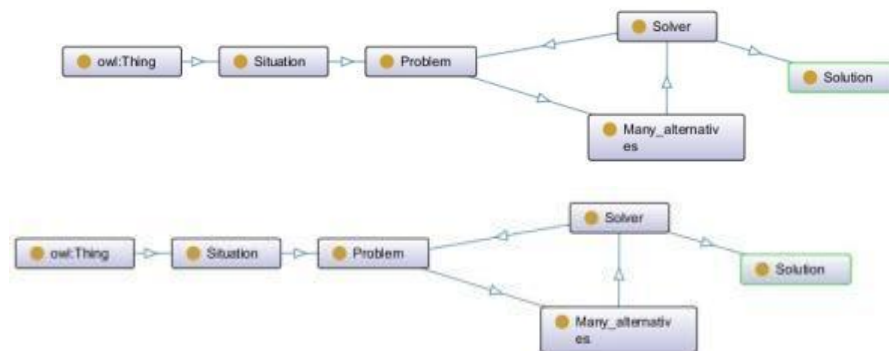 Solver
owl:Thing
Situation
Problem
Solution
Many_alternativ
es
Solver
owl:Thing
Situation
Problem
Solution
Many_alternativ
es